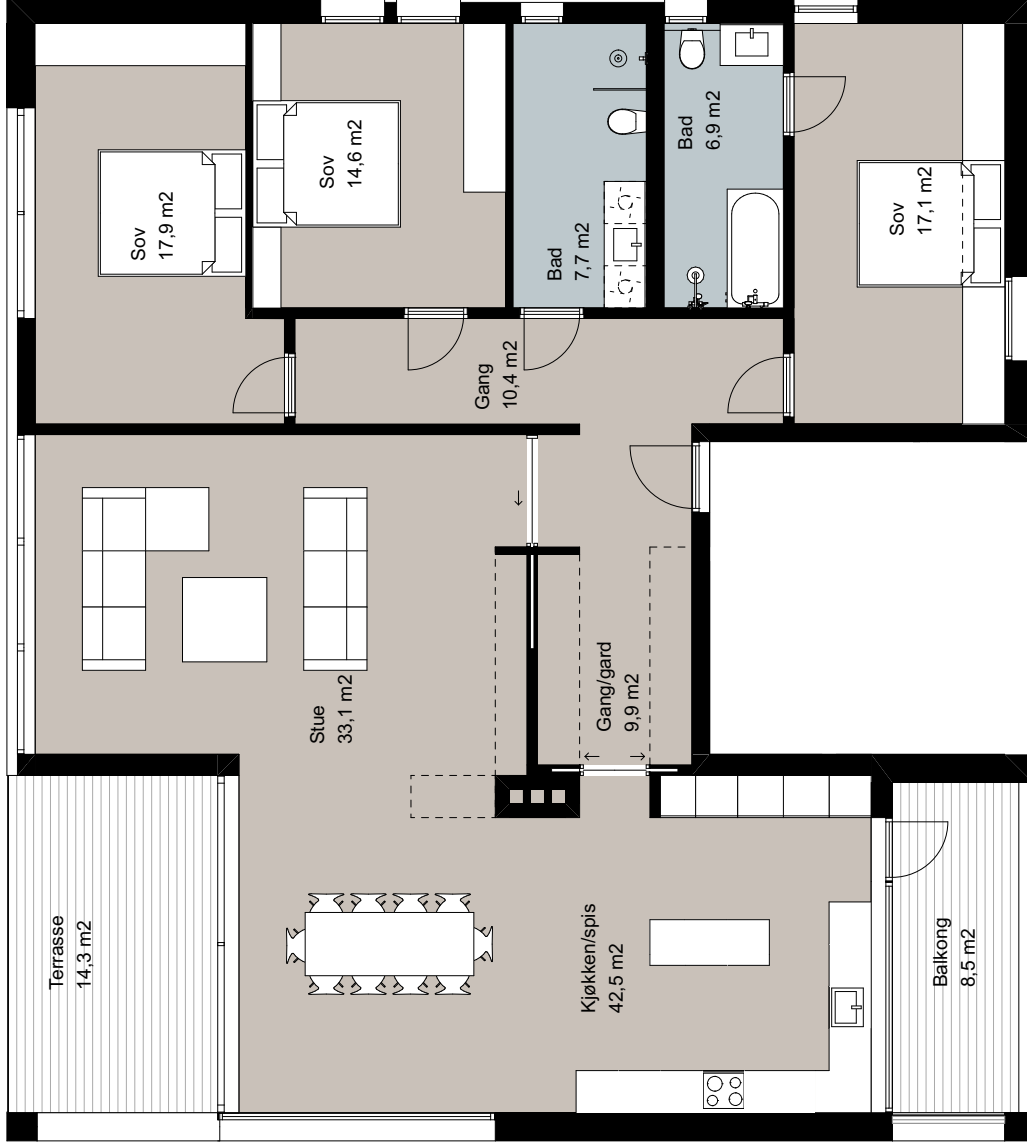 Sov
17,9 m2
Sov
14,6 m2
Bad
7,7 m2
Bad
6,9 m2
Sov
17,1 m2
Gang
10,4 m2
Stue
33,1 m2
Gang/gard
9,9 m2
Terrasse
14,3 m2
Kjøkken/spis
42,5 m2
Balkong
8,5 m2